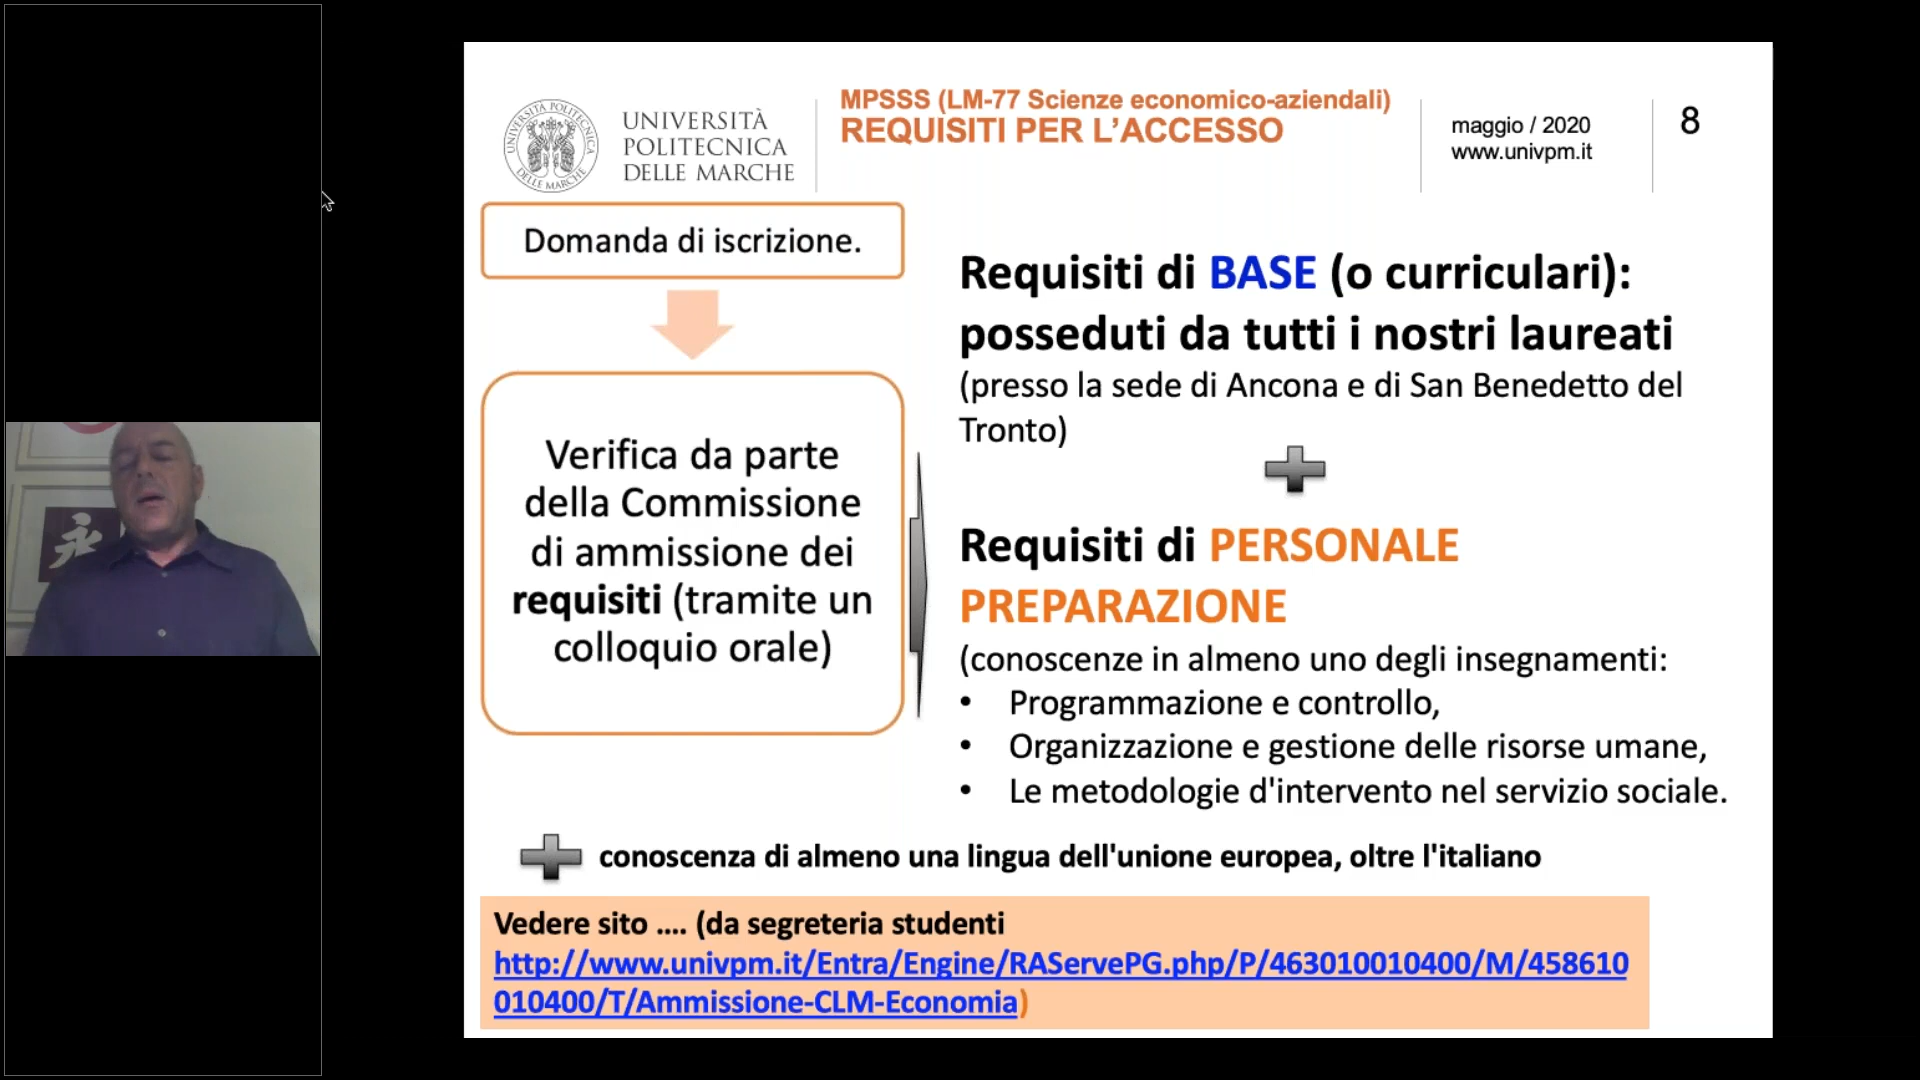 UNIVERSITÀ
POLITECNICA
DELLE MARCHE
UNIVERSITÀ POLITECNICA
DELLE MARCHE
MPSSS (LM-77 Scienze economico-aziendali)
REQUISITI PER L'ACCESSO
maggio / 2020
www.univpm.it
8
Domanda di iscrizione.
Verifica da parte
della Commissione
di ammissione dei
requisiti (tramite un
colloquio orale)
Requisiti di BASE (o curriculari):
posseduti da tutti i nostri laureati
(presso la sede di Ancona e di San Benedetto del
Tronto)
Requisiti di PERSONALE
PREPARAZIONE
(conoscenze in almeno uno degli insegnamenti:
• Programmazione e controllo,
• Organizzazione e gestione delle risorse umane,
• Le metodologie d'intervento nel servizio sociale.
conoscenza di almeno una lingua dell'unione europea, oltre l'italiano
Vedere sito .... (da segreteria studenti
http://www.univpm.it/Entra/Engine/RAServePG.php/P/463010010400/M/458610
010400/T/Ammissione-CLM-Economia)
永